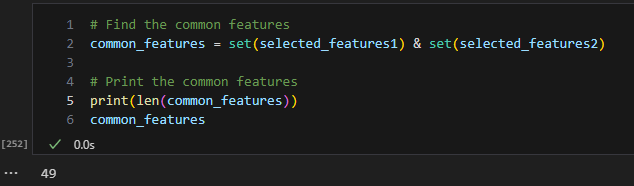 1 # Find the common features
2 common_features = set(selected_features1) & set(selected_features2)
3
4 # Print the common features
5 print(len(common_features))
6 common_features
[252] ✓ 0.0s
... 49